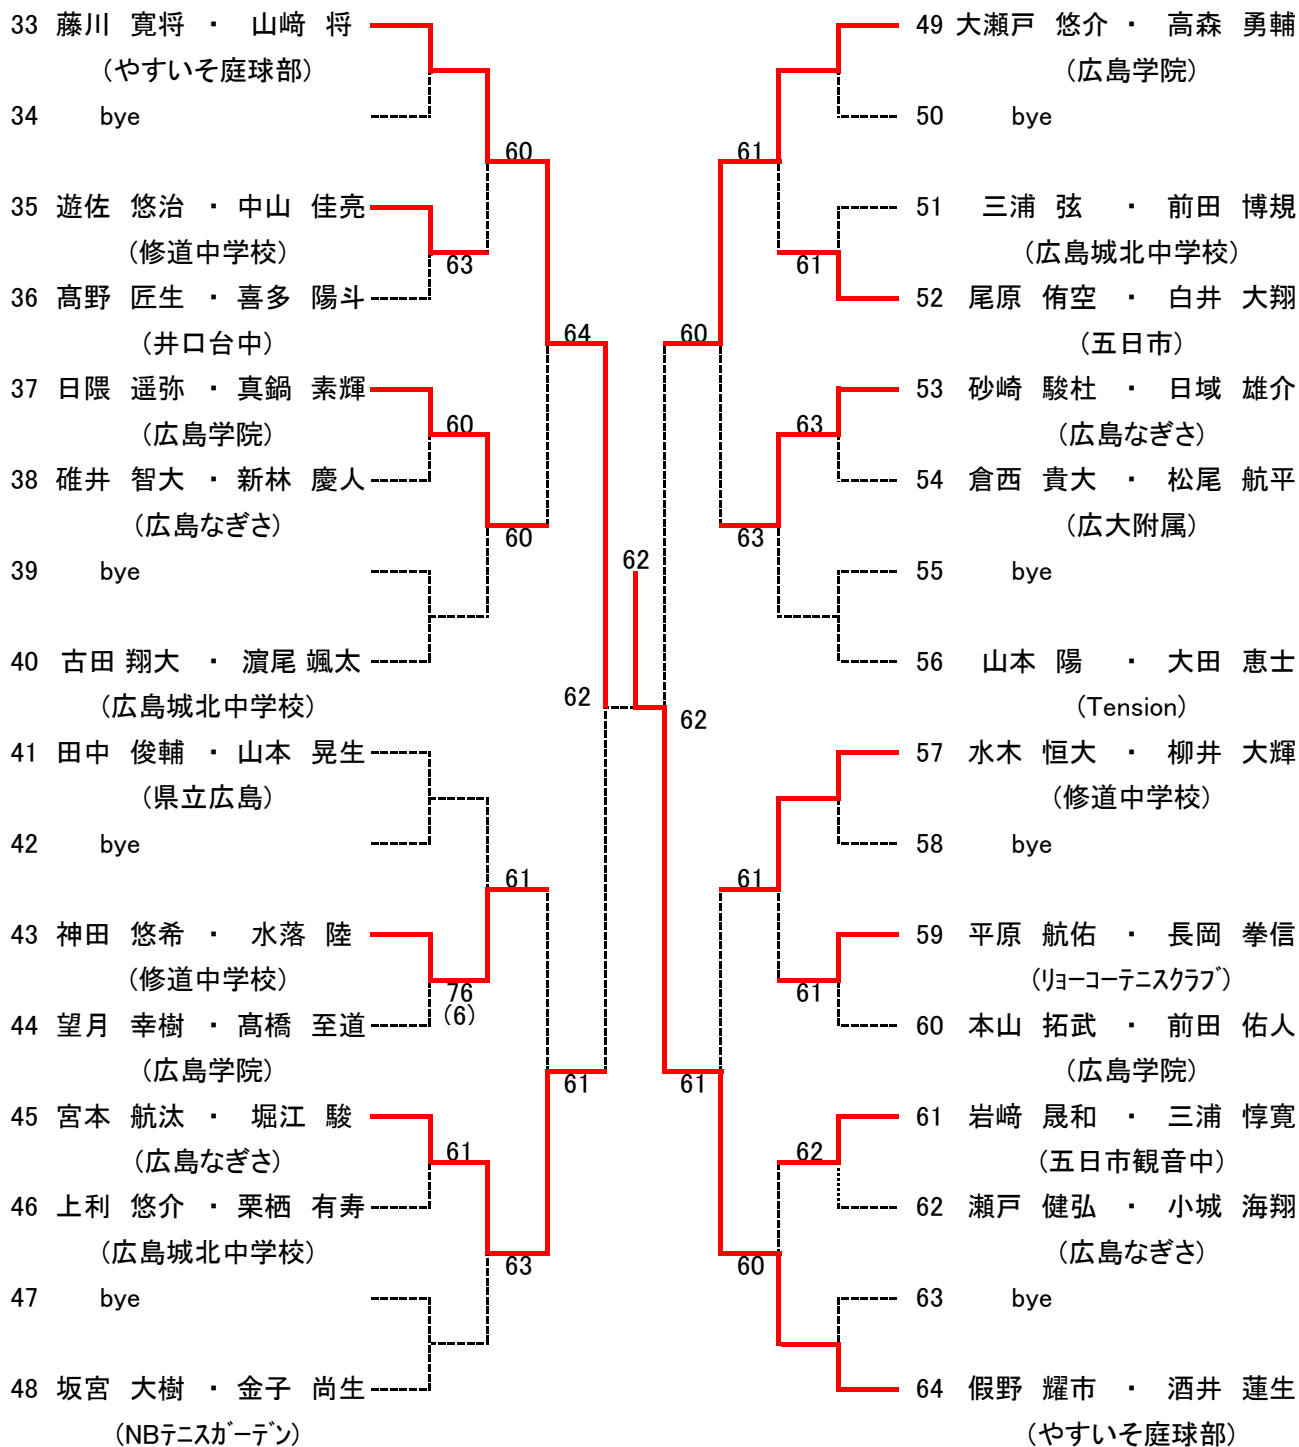 33 藤川 寛将 ・ 山﨑 将
(やすいそ庭球部)
34 bye
60
35 遊佐 悠治 ・ 中山 佳亮
(修道中学校)
63
36 髙野 匠生 ・ 喜多 陽斗
(井口台中)
64
37 日隈 遥弥 ・ 真鍋 素輝
(広島学院)
60
38 碓井 智大 ・ 新林 慶人
(広島なぎさ)
60
39 bye
40 古田 翔大 ・ 濵尾 颯太
(広島城北中学校)
62
41 田中 俊輔 ・ 山本 晃生
(県立広島)
42 bye
61
43 神田 悠希 ・ 水落 陸
(修道中学校)
76
(6)
44 望月 幸樹 ・ 髙橋 至道
(広島学院)
61
45 宮本 航汰 ・ 堀江 駿
(広島なぎさ)
61
46 上利 悠介 ・ 栗栖 有寿
(広島城北中学校)
63
47 bye
48 坂宮 大樹 ・ 金子 尚生
(NBテニスガーデン)
62
49 大瀬戸 悠介 ・ 高森 勇輔
(広島学院)
50 bye
61
51 三浦 弦 ・ 前田 博規
(広島城北中学校)
61
52 尾原 侑空 ・ 白井 大翔
(五日市)
60
53 砂崎 駿杜 ・ 日域 雄介
(広島なぎさ)
63
54 倉西 貴大 ・ 松尾 航平
(広大附属)
63
55 bye
56 山本 陽 ・ 大田 恵士
(Tension)
62
57 水木 恒大 ・ 柳井 大輝
(修道中学校)
58 bye
61
59 平原 航佑 ・ 長岡 拳信
(リョーコーテニスクラブ)
61
60 本山 拓武 ・ 前田 佑人
(広島学院)
61
61 岩﨑 晟和 ・ 三浦 惇寛
(五日市観音中)
62
62 瀬戸 健弘 ・ 小城 海翔
(広島なぎさ)
60
63 bye
64 假野 耀市 ・ 酒井 蓮生
(やすいそ庭球部)